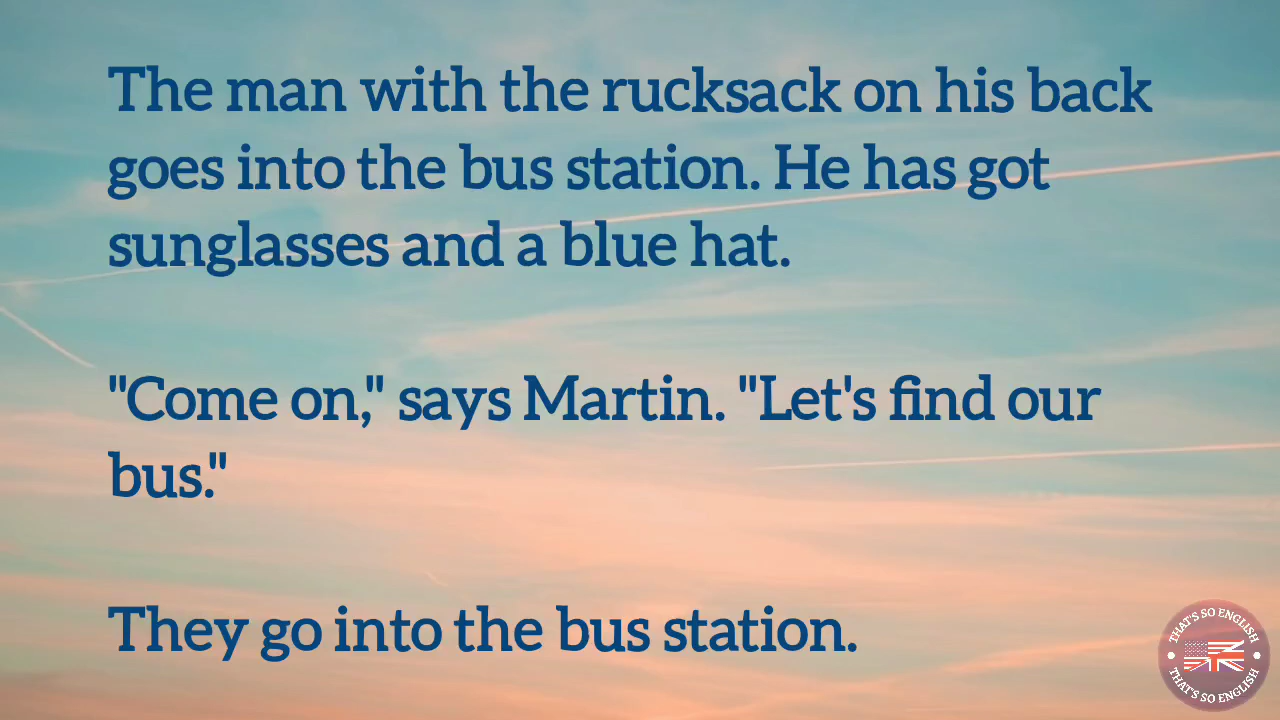 The man with the rucksack on his back
goes into the bus station. He has got
sunglasses and a blue hat.
"Come on," says Martin. "Let's find our
bus."
They go into the bus station.
THAT'S SO ENGLISH
THAT'S SO ENGLISH